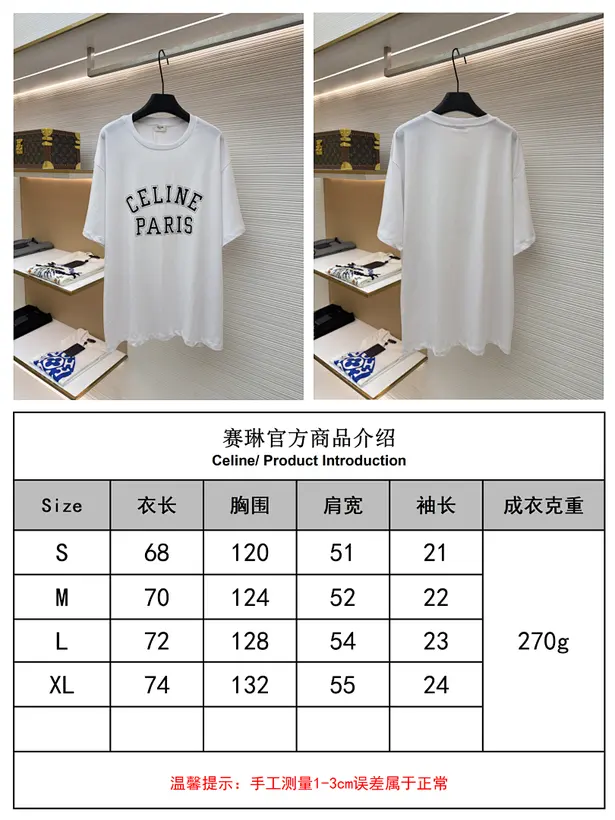 CELINE
PARIS
赛琳官方商品介绍
Celine/ Product Introduction
Size 衣长 胸围 肩宽 袖长 成衣克重
S 68 120 51 21
M 70 124 52 22
L 72 128 54 23
XL 74 132 55 24
270g
温馨提示：手工测量1-3cm误差属于正常